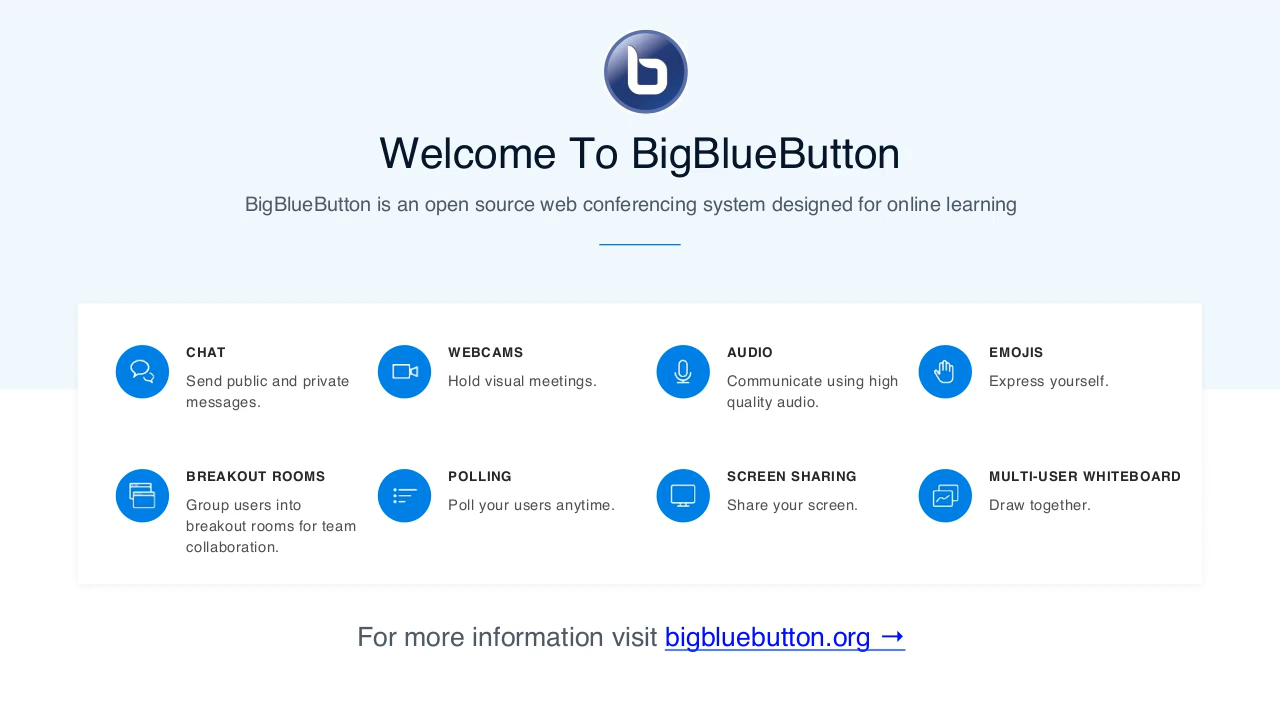 Welcome To BigBlueButton
BigBlueButton is an open source web conferencing system designed for online learning
CHAT
Send public and private
messages.
WEBCAMS
Hold visual meetings.
AUDIO
Communicate using high
quality audio.
EMOJIS
Express yourself.
BREAKOUT ROOMS
Group users into
breakout rooms for team
collaboration.
POLLING
Poll your users anytime.
SCREEN SHARING
Share your screen.
MULTI-USER WHITEBOARD
Draw together.
For more information visit bigbluebutton.org →